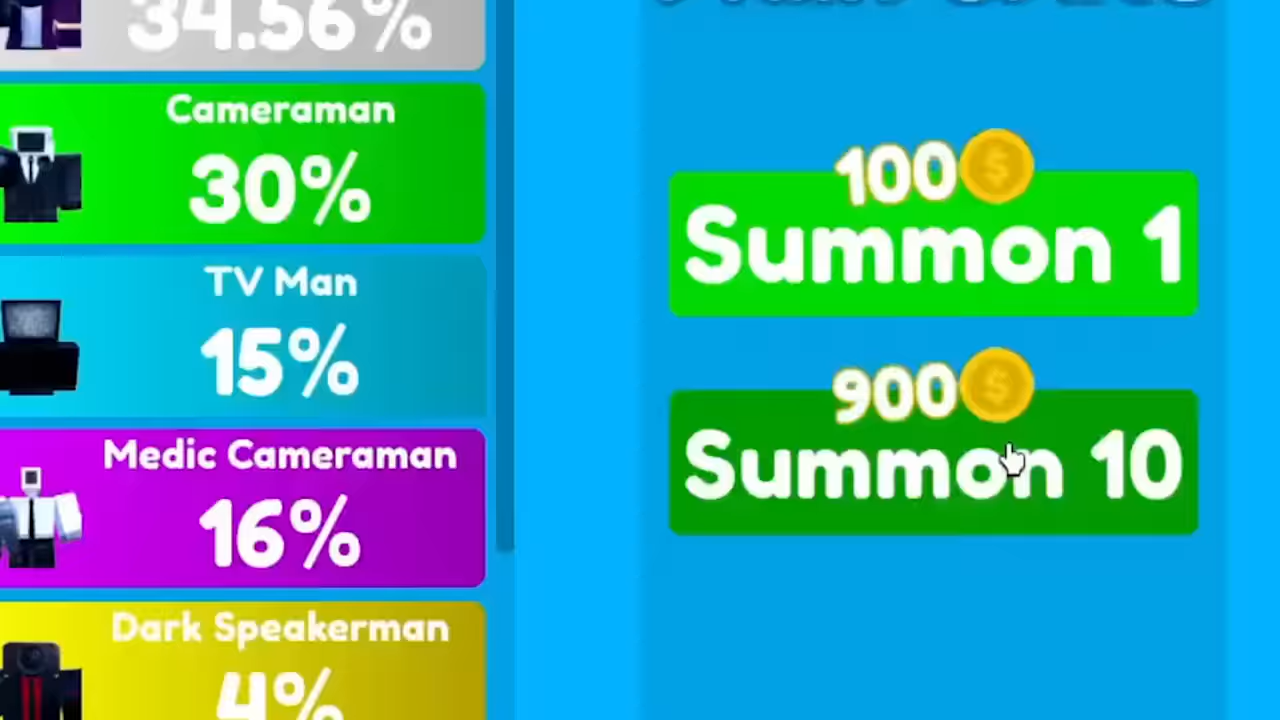 34.56%
Cameraman
30%
TV Man
15%
Medic Cameraman
16%
Dark Speakerman
4%
100
Summon 1
900
Summon 10